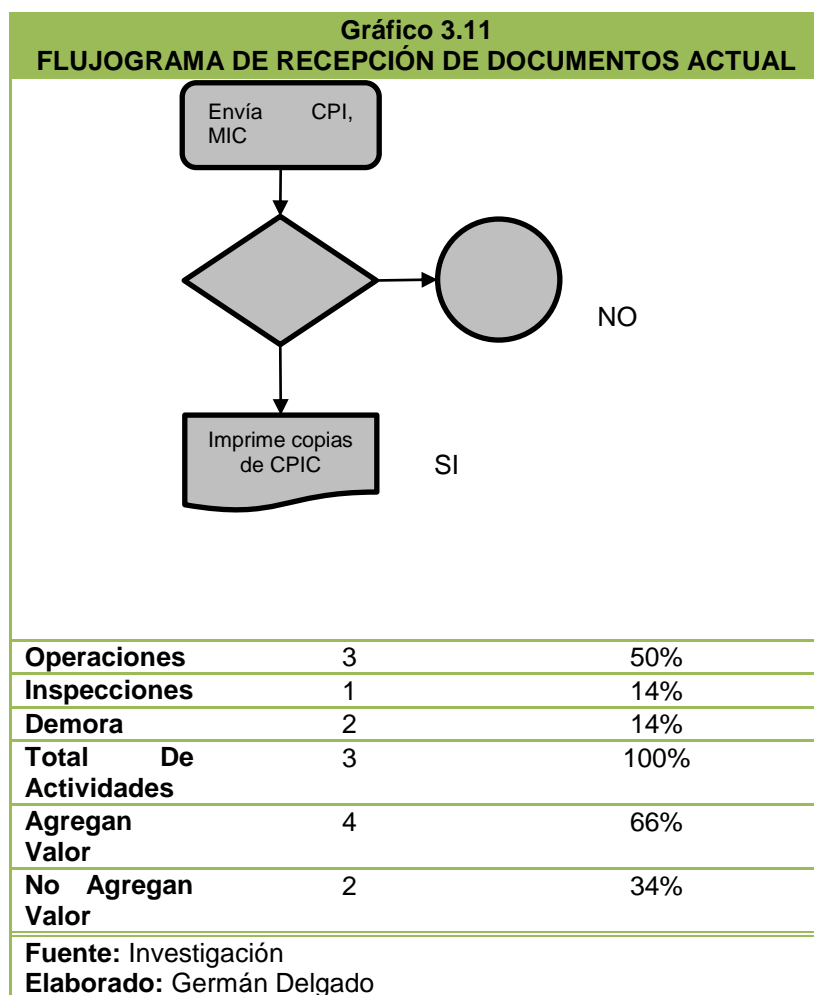 Gráfico 3.11
FLUJOGRAMA DE RECEPCIÓN DE DOCUMENTOS ACTUAL
Envía CPI,
MIC
NO
Imprime copias
de CPIC
SI
Operaciones 3 50%
Inspecciones 1 14%
Demora 2 14%
Total De 3 100%
Actividades
Agregan 4 66%
Valor
No Agregan 2 34%
Valor
Fuente: Investigación
Elaborado: Germán Delgado